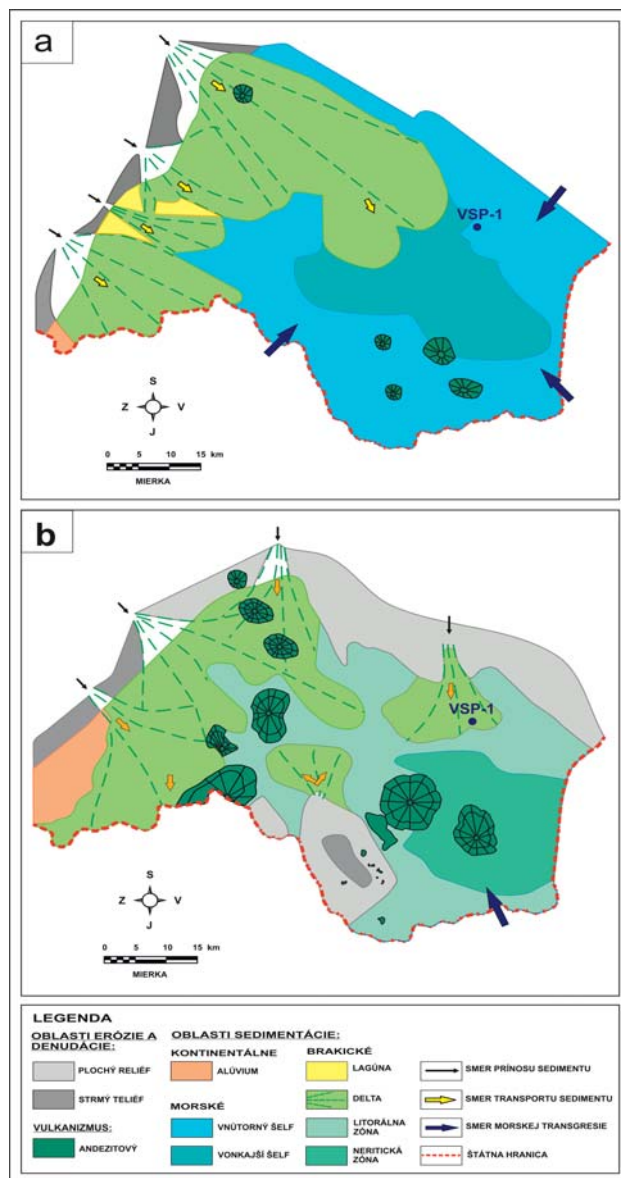 a
VSP-1
S
Z V
J
0 5 10 15 km
MIERKA
b
VSP-1
S
Z V
J
0 5 10 15 km
MIERKA
LEGENDA
OBLASTI ERÓZIE A DENUDÁCIE:
PLOCHÝ RELIÉF
STRMÝ TELIÉF
VULKANIZMUS:
ANDEZITOVÝ
OBLASTI SEDIMENTÁCIE:
KONTINENTÁLNE
ALÚVIUM
MORSKÉ
VNÚTORNÝ ŠELF
VONKAJŠÍ ŠELF
BRAKICKÉ
LAGÚNA
DELTA
LITORÁLNA
ZÓNA
NERITICKÁ
ZÓNA
SMER PRÍNOSU SEDIMENTU
SMER TRANSPORTU SEDIMENTU
SMER MORSKEJ TRANSGRESIE
ŠTÁTNA HRANICA